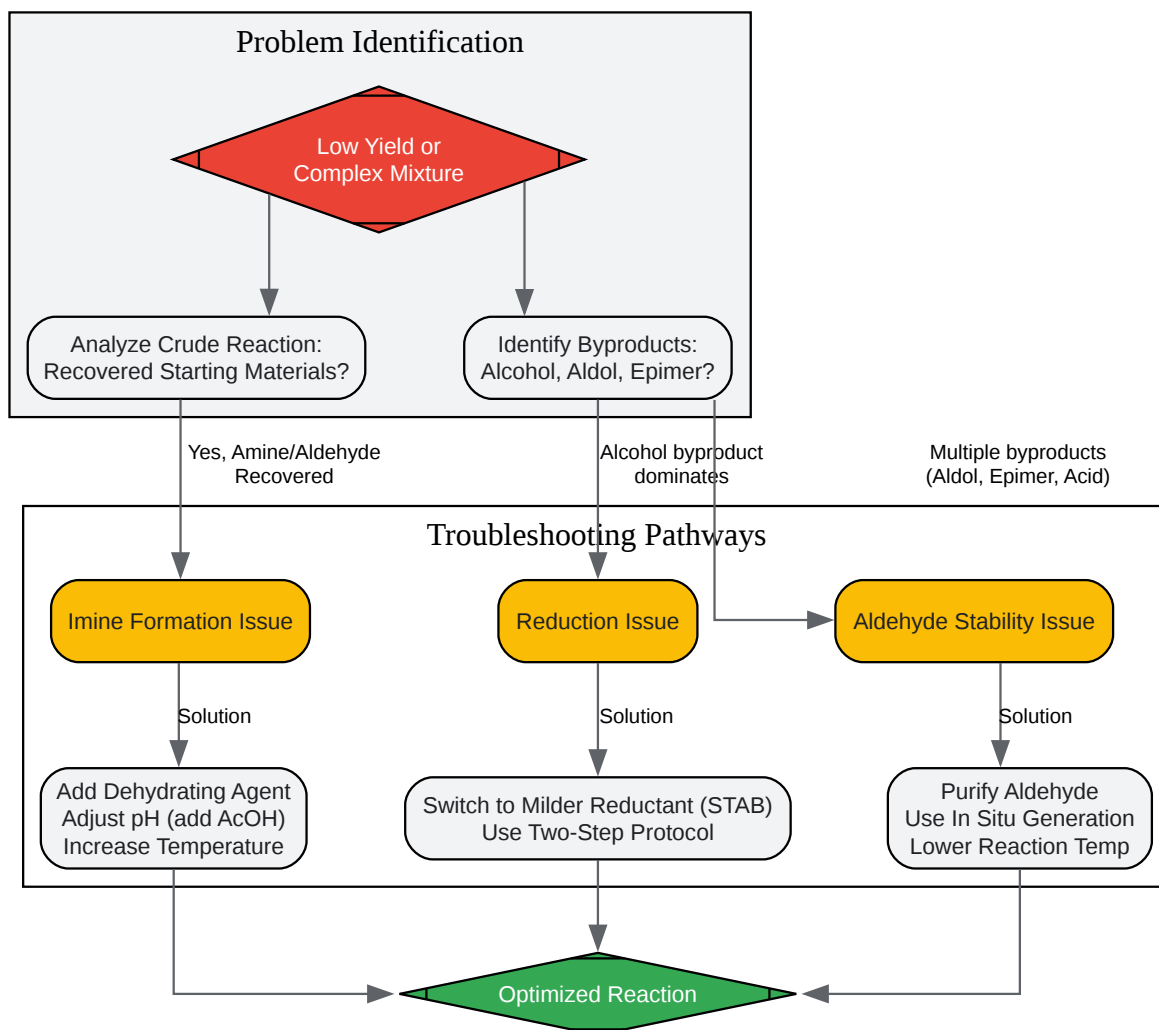 Problem Identification
Low Yield or
Complex Mixture
Analyze Crude Reaction:
Recovered Starting Materials?
Identify Byproducts:
Alcohol, Aldol, Epimer?
Yes, Amine/Aldehyde
Recovered
Alcohol byproduct
dominates
Multiple byproducts
(Aldol, Epimer, Acid)
Troubleshooting Pathways
Imine Formation Issue
Reduction Issue
Aldehyde Stability Issue
Solution
Solution
Solution
Add Dehydrating Agent
Adjust pH (add AcOH)
Increase Temperature
Switch to Milder Reductant (STAB)
Use Two-Step Protocol
Purify Aldehyde
Use In Situ Generation
Lower Reaction Temp
Optimized Reaction